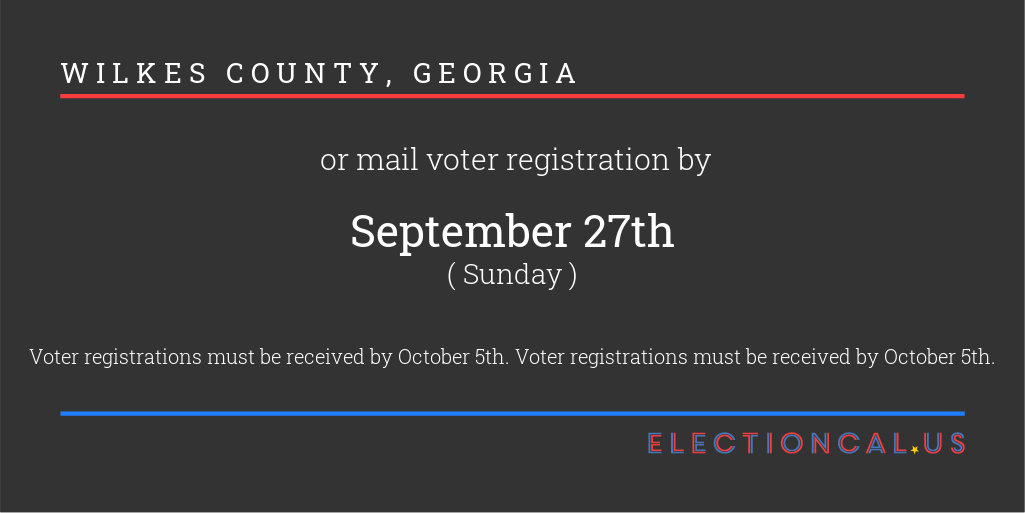 WILKES COUNTY, GEORGIA
or mail voter registration by
September 27th
( Sunday )
Voter registrations must be received by October 5th. Voter registrations must be received by October 5th.
ELECTIONCAL.US